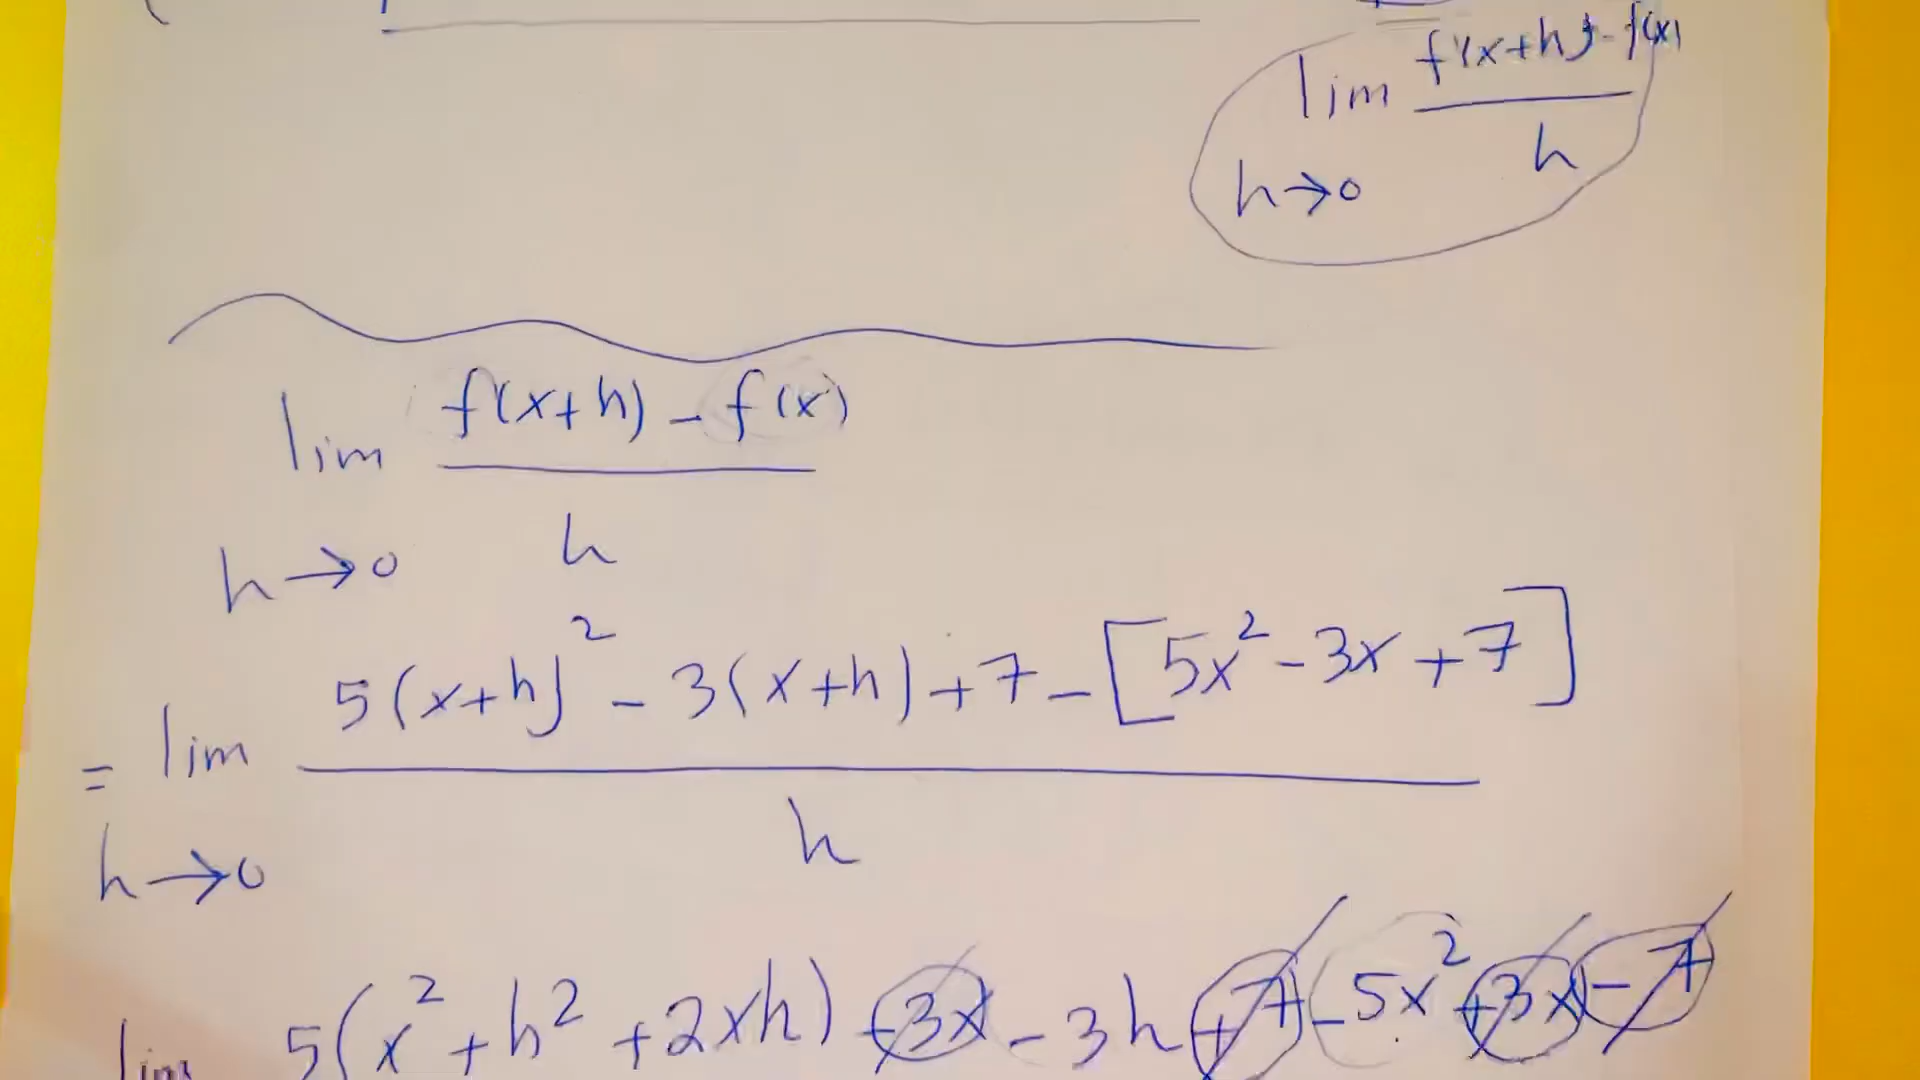 lim f(x+h) - f(x)
h→0 h
lim f(x+h) - f(x)
h→0 h
= lim 5(x+h)² - 3(x+h) + 7 - [5x² - 3x + 7]
h→0 h
lim 5(x² + h² + 2xh) - 3x - 3h + 7 - 5x² + 3x - 7